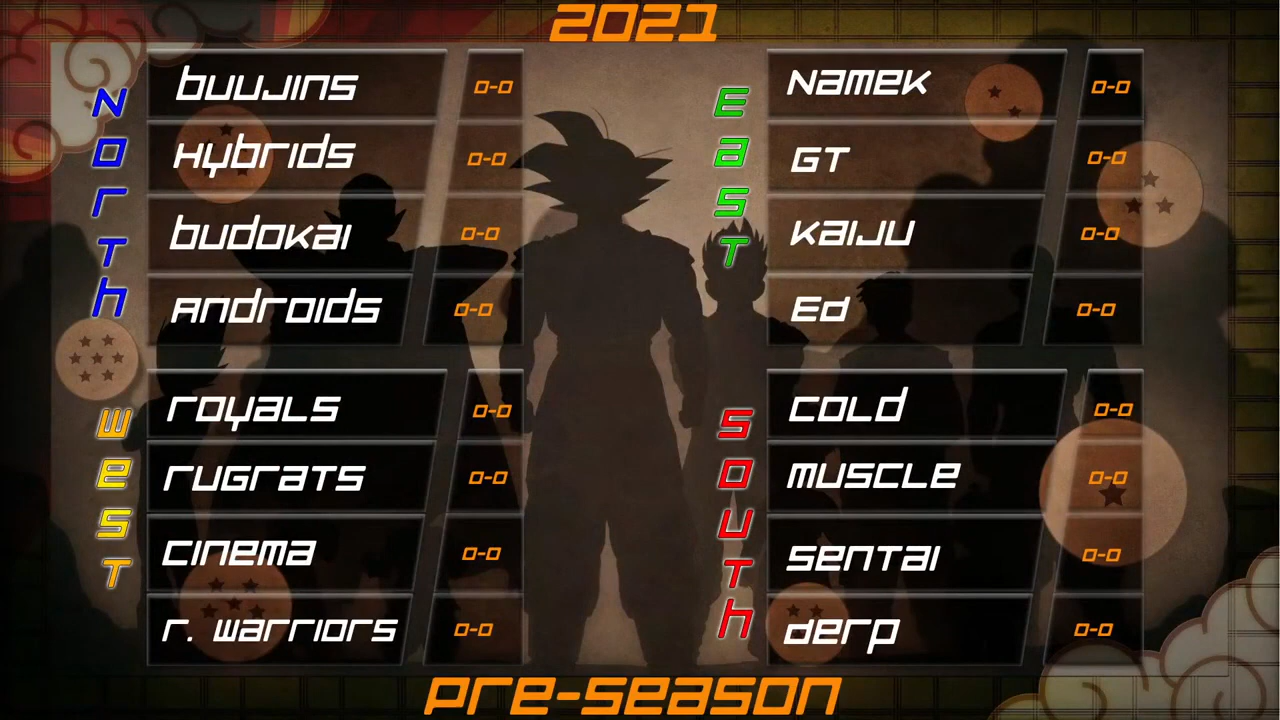 2021
North
Buujins 0-0
Hybrids 0-0
Budokai 0-0
Androids 0-0
East
Namek 0-0
GT 0-0
Kaiju 0-0
Ed 0-0
West
Royals 0-0
Rugrats 0-0
Cinema 0-0
R. Warriors 0-0
South
Cold 0-0
Muscle 0-0
Sentai 0-0
Derp 0-0
Pre-Season